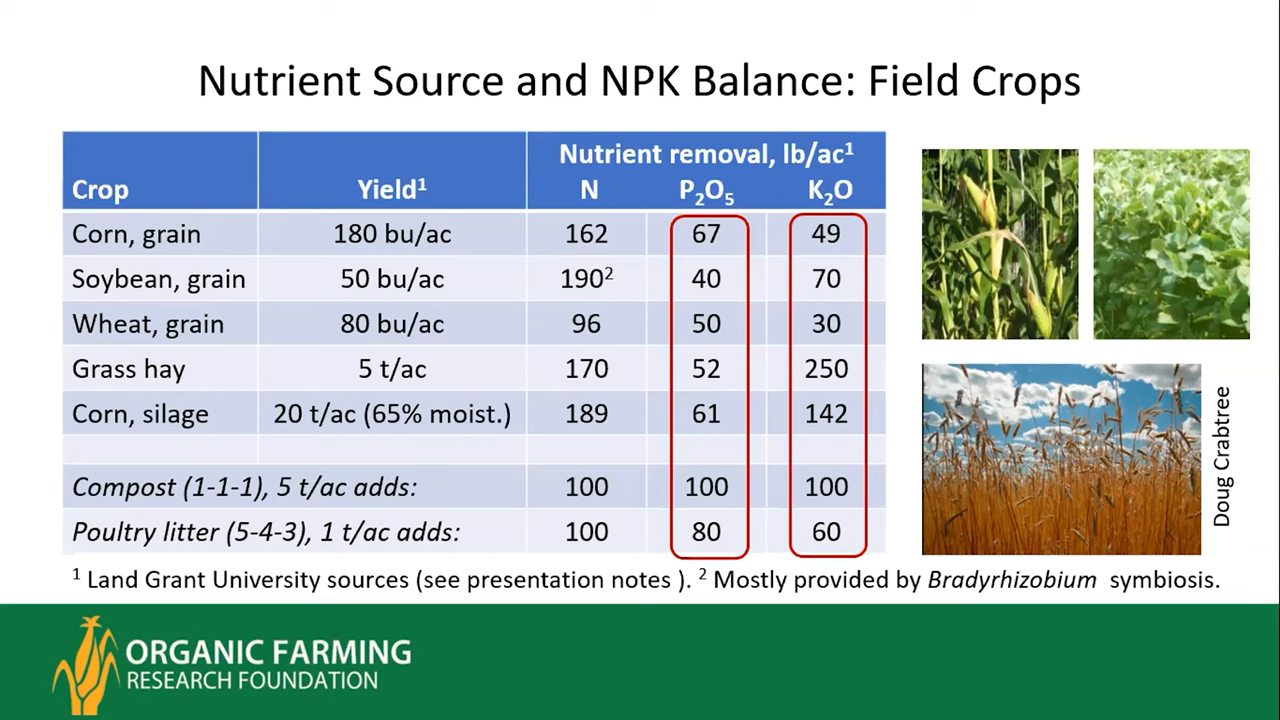 Nutrient Source and NPK Balance: Field Crops
Nutrient removal, lb/ac¹
Crop Yield¹ N P₂O₅ K₂O
Corn, grain 180 bu/ac 162 67 49
Soybean, grain 50 bu/ac 190² 40 70
Wheat, grain 80 bu/ac 96 50 30
Grass hay 5 t/ac 170 52 250
Corn, silage 20 t/ac (65% moist.) 189 61 142
Compost (1-1-1), 5 t/ac adds: 100 100 100
Poultry litter (5-4-3), 1 t/ac adds: 100 80 60
Doug Crabtree
¹ Land Grant University sources (see presentation notes ). ² Mostly provided by Bradyrhizobium symbiosis.
ORGANIC FARMING
RESEARCH FOUNDATION